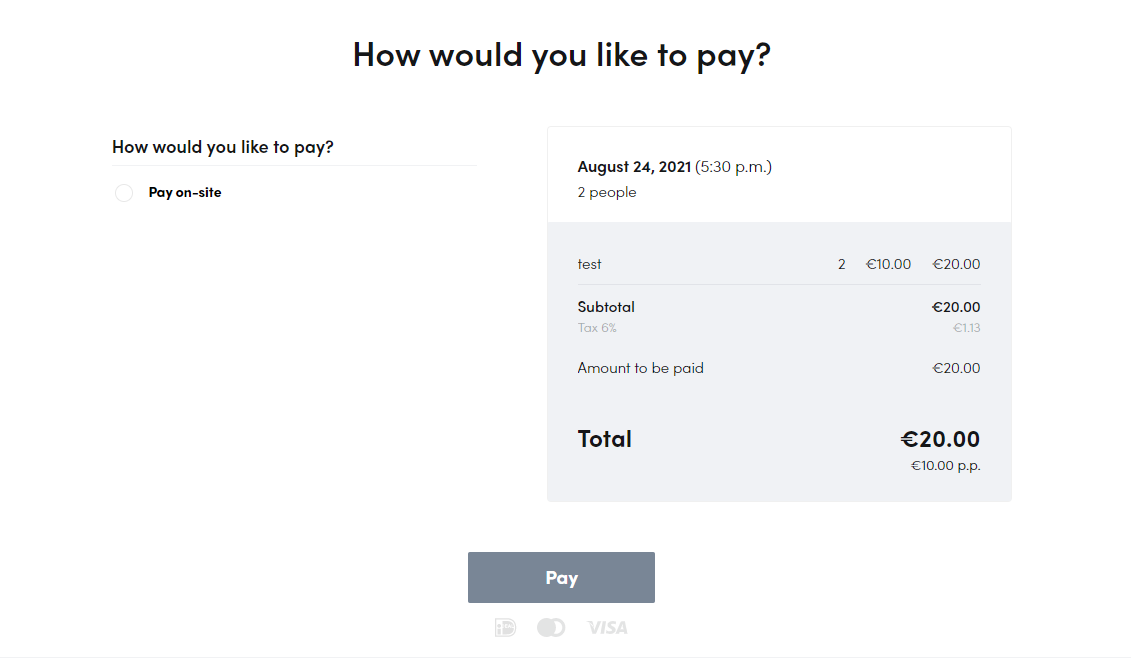 How would you like to pay?
How would you like to pay?
Pay on-site
August 24, 2021 (5:30 p.m.)
2 people
test 2 €10.00 €20.00
Subtotal €20.00
Tax 6% €1.13
Amount to be paid €20.00
Total €20.00
€10.00 p.p.
Pay
VISA